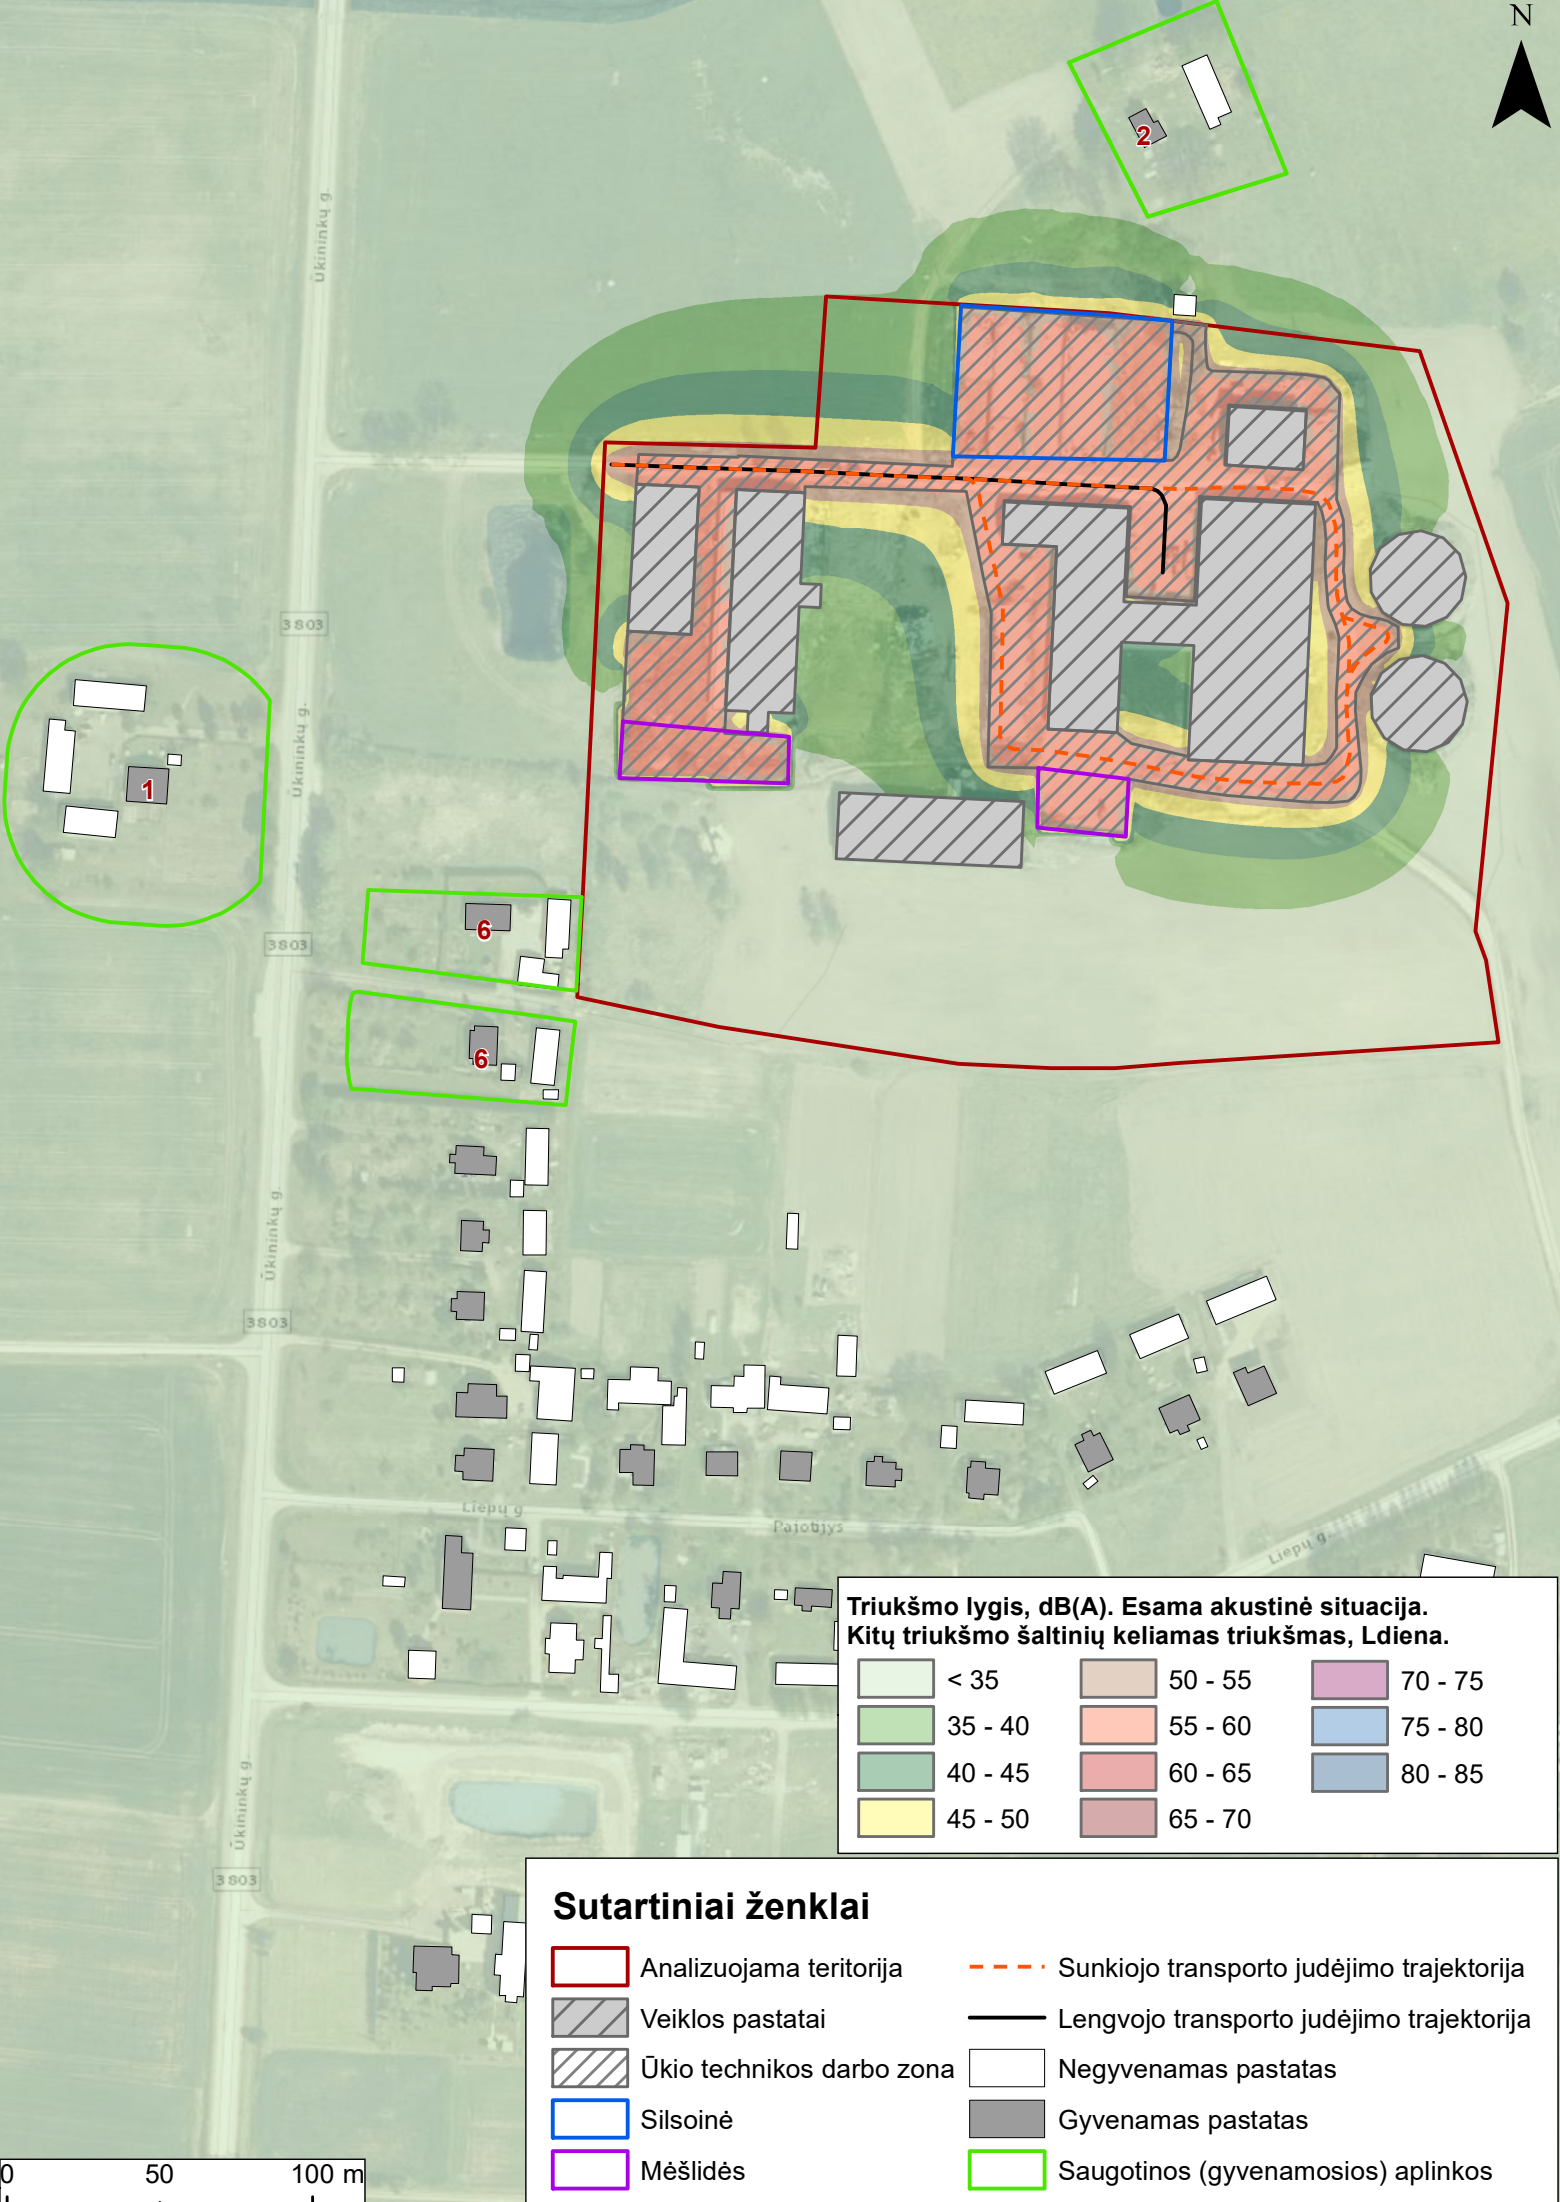 N
2
Ūkininkų g.
3803
Ūkininkų g.
1
6
3803
6
Ūkininkų g.
3803
Liepų g.
Pajotijys
Liepų g.
Ūkininkų g.
3803
Triukšmo lygis, dB(A). Esama akustinė situacija.
Kitų triukšmo šaltinių keliamas triukšmas, Ldiena.
< 35
50 - 55
70 - 75
35 - 40
55 - 60
75 - 80
40 - 45
60 - 65
80 - 85
45 - 50
65 - 70
Sutartiniai ženklai
Analizuojama teritorija
Sunkiojo transporto judėjimo trajektorija
Veiklos pastatai
Lengvojo transporto judėjimo trajektorija
Ūkio technikos darbo zona
Negyvenamas pastatas
Silsoinė
Gyvenamas pastatas
Mėšlidės
Saugotinos (gyvenamosios) aplinkos
0 50 100 m